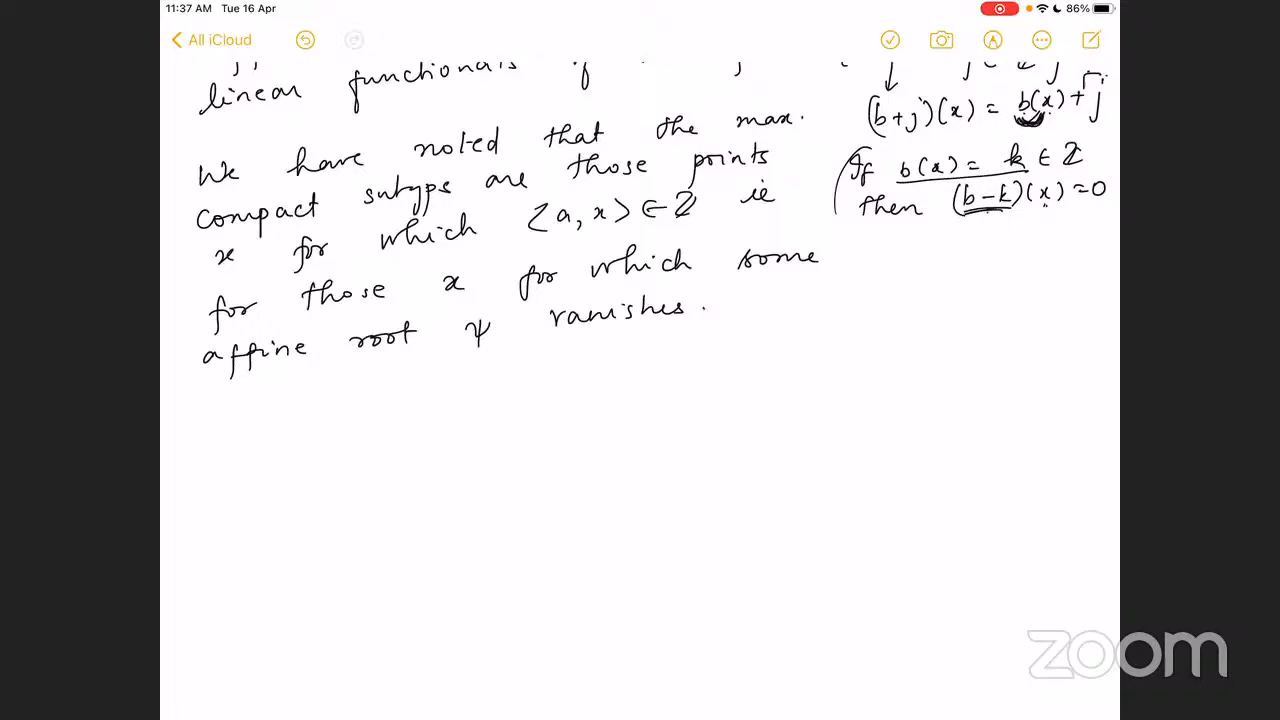 11:37 AM Tue 16 Apr
86%
All iCloud
linear functionals
(b+j)(x) = b(x) + j
We have noted that the max.
compact subgps are those points
x for which <a, x> ∈ Z ie
for those x for which some
affine root ψ vanishes.
If b(x) = k ∈ Z
then (b-k)(x) = 0
zoom